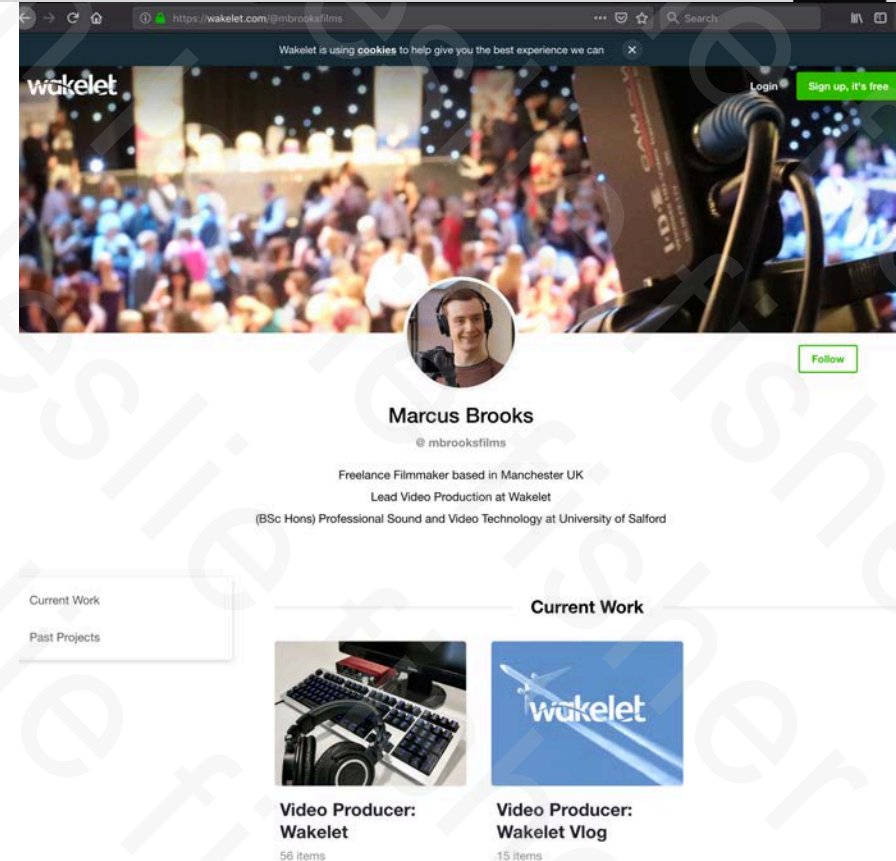 https://wakelet.com/@mbrooksfilms
Search
Wakelet is using cookies to help give you the best experience we can ×
wakelet
Login
Sign up, it's free
I·D·X
Follow
Marcus Brooks
@ mbrooksfilms
Freelance Filmmaker based in Manchester UK
Lead Video Production at Wakelet
(BSc Hons) Professional Sound and Video Technology at University of Salford
Current Work
Past Projects
Current Work
wakelet
Video Producer:
Wakelet
56 items
Video Producer:
Wakelet Vlog
15 items
leslie fisher